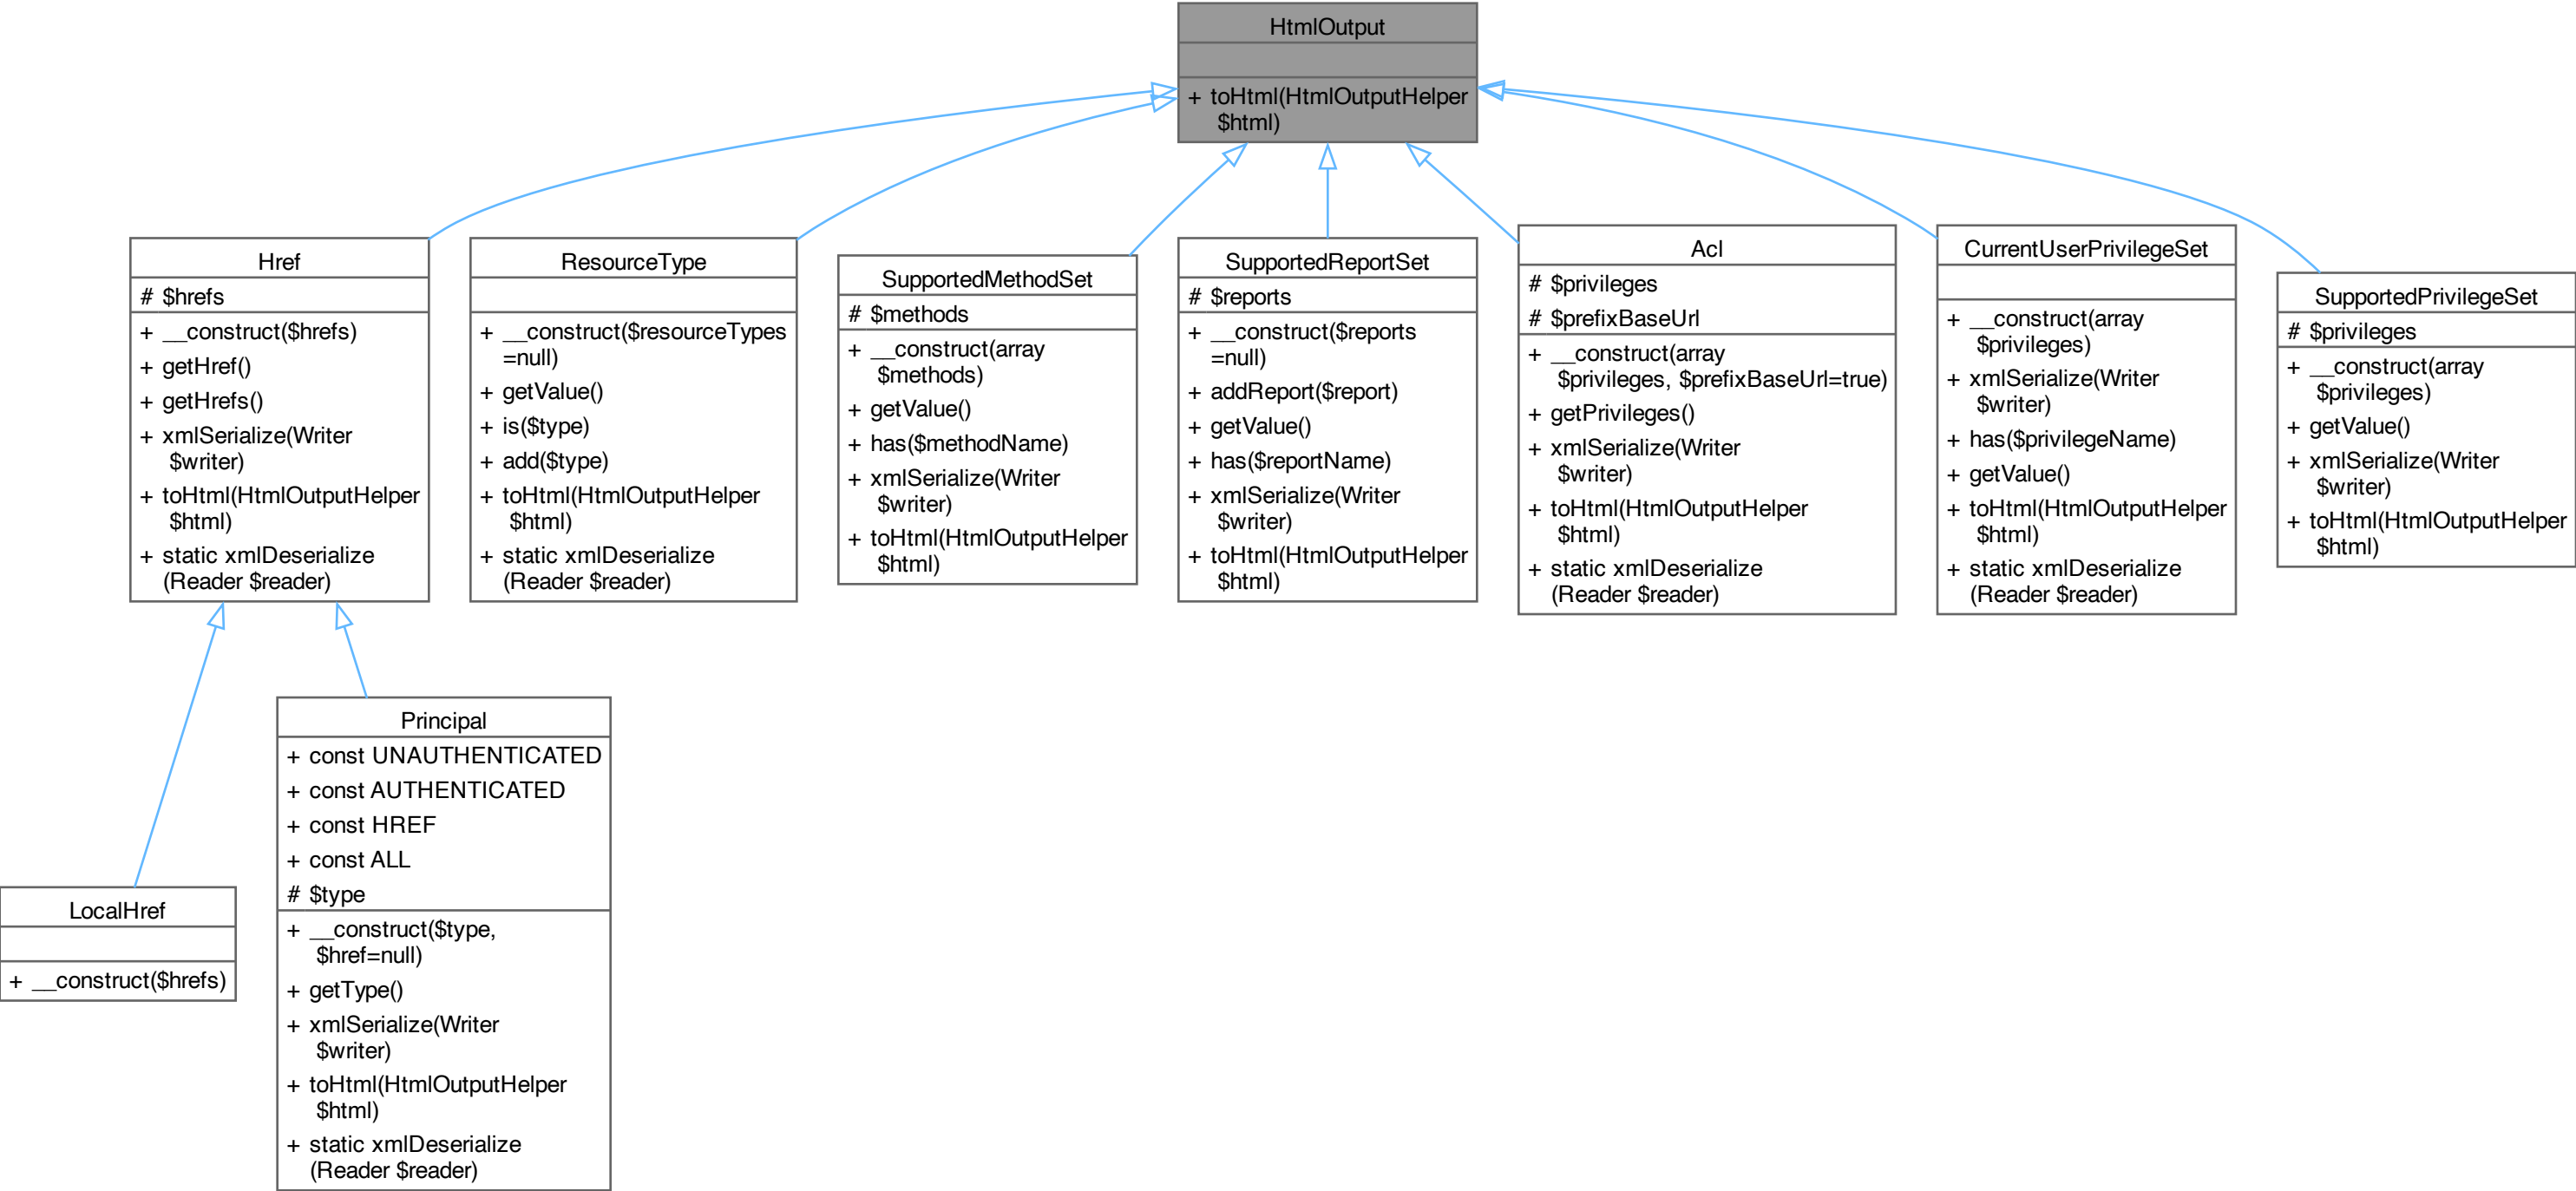 HtmlOutput
+ toHtml(HtmlOutputHelper
$html)
Href
# $hrefs
+ __construct($hrefs)
+ getHref()
+ getHrefs()
+ xmlSerialize(Writer
$writer)
+ toHtml(HtmlOutputHelper
$html)
+ static xmlDeserialize
(Reader $reader)
ResourceType
+ __construct($resourceTypes
=null)
+ getValue()
+ is($type)
+ add($type)
+ toHtml(HtmlOutputHelper
$html)
+ static xmlDeserialize
(Reader $reader)
SupportedMethodSet
# $methods
+ __construct(array
$methods)
+ getValue()
+ has($methodName)
+ xmlSerialize(Writer
$writer)
+ toHtml(HtmlOutputHelper
$html)
SupportedReportSet
# $reports
+ __construct($reports
=null)
+ addReport($report)
+ getValue()
+ has($reportName)
+ xmlSerialize(Writer
$writer)
+ toHtml(HtmlOutputHelper
$html)
Acl
# $privileges
# $prefixBaseUrl
+ __construct(array
$privileges, $prefixBaseUrl=true)
+ getPrivileges()
+ xmlSerialize(Writer
$writer)
+ toHtml(HtmlOutputHelper
$html)
+ static xmlDeserialize
(Reader $reader)
CurrentUserPrivilegeSet
+ __construct(array
$privileges)
+ xmlSerialize(Writer
$writer)
+ has($privilegeName)
+ getValue()
+ toHtml(HtmlOutputHelper
$html)
+ static xmlDeserialize
(Reader $reader)
SupportedPrivilegeSet
# $privileges
+ __construct(array
$privileges)
+ getValue()
+ xmlSerialize(Writer
$writer)
+ toHtml(HtmlOutputHelper
$html)
LocalHref
+ __construct($hrefs)
Principal
+ const UNAUTHENTICATED
+ const AUTHENTICATED
+ const HREF
+ const ALL
# $type
+ __construct($type,
$href=null)
+ getType()
+ xmlSerialize(Writer
$writer)
+ toHtml(HtmlOutputHelper
$html)
+ static xmlDeserialize
(Reader $reader)